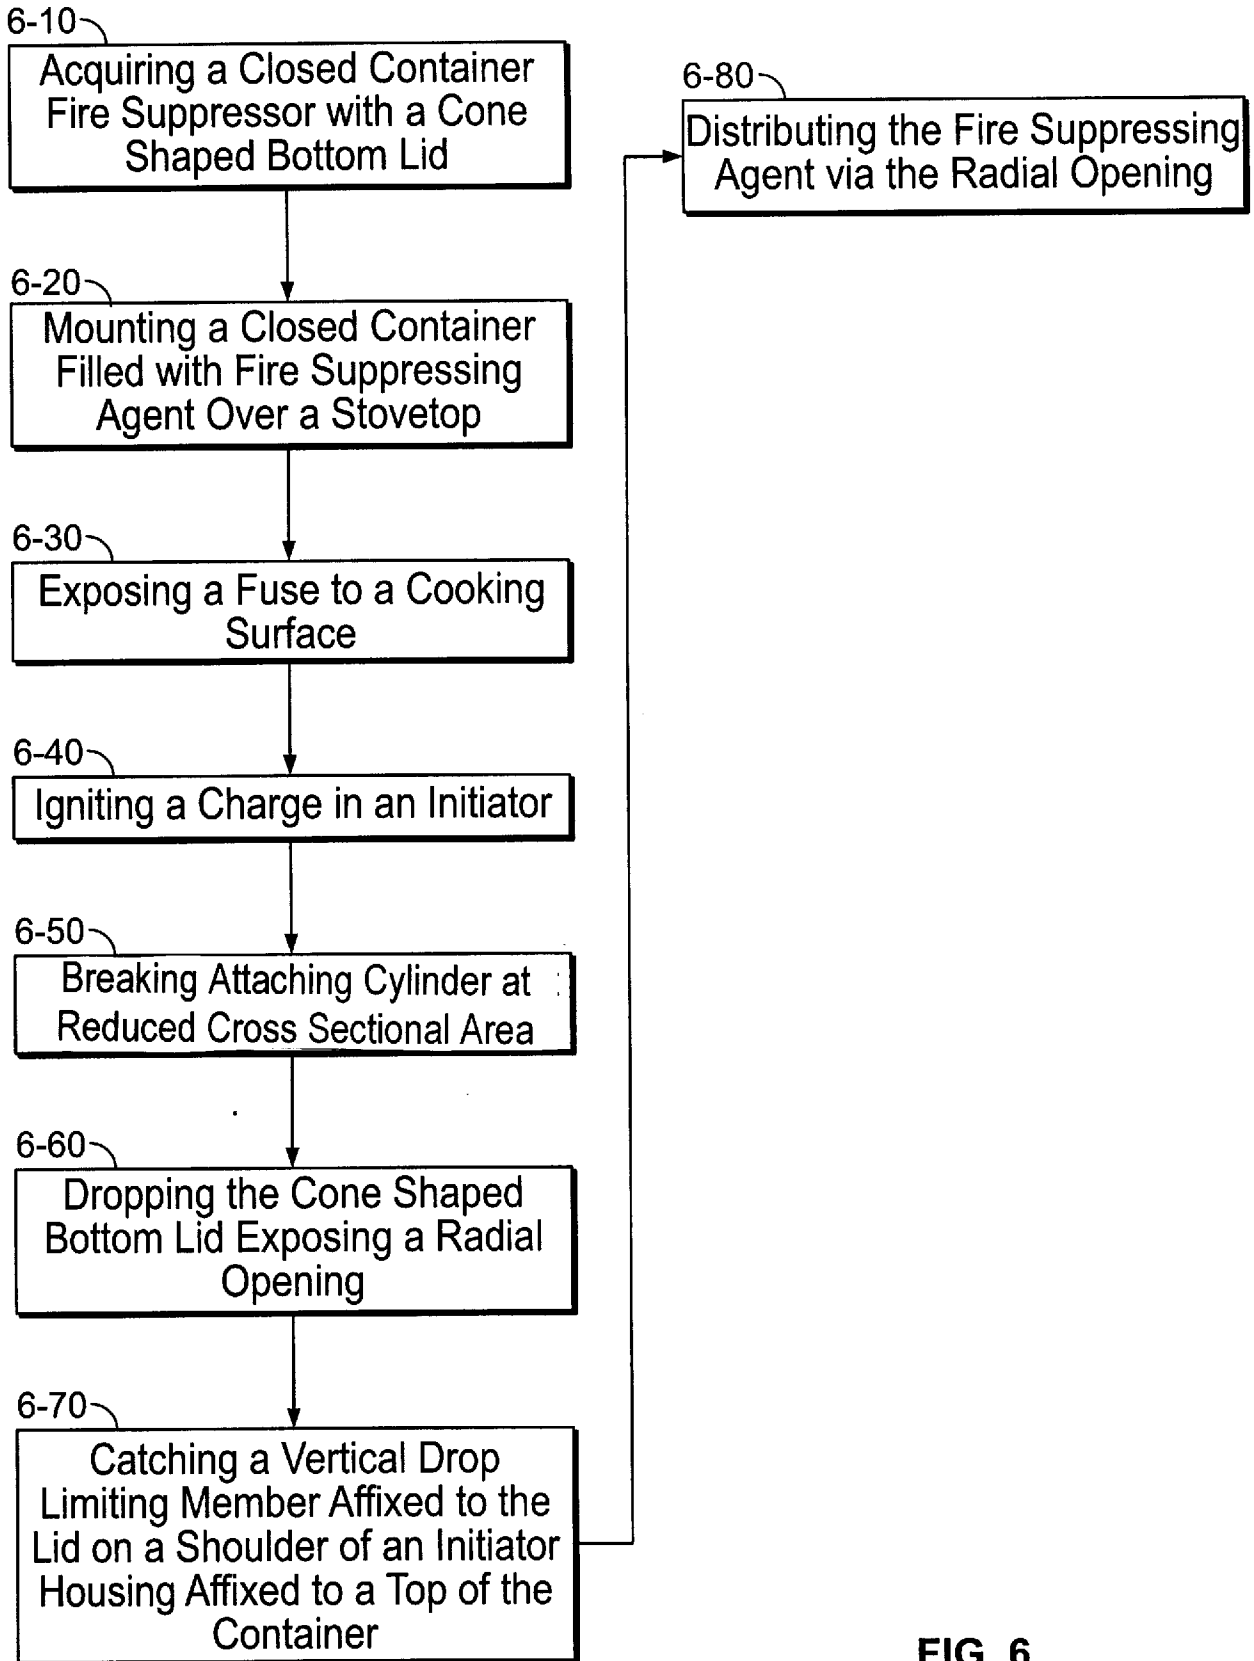 6-10
Acquiring a Closed Container
Fire Suppressor with a Cone
Shaped Bottom Lid
6-20
Mounting a Closed Container
Filled with Fire Suppressing
Agent Over a Stovetop
6-30
Exposing a Fuse to a Cooking
Surface
6-40
Igniting a Charge in an Initiator
6-50
Breaking Attaching Cylinder at
Reduced Cross Sectional Area
6-60
Dropping the Cone Shaped
Bottom Lid Exposing a Radial
Opening
6-70
Catching a Vertical Drop
Limiting Member Affixed to the
Lid on a Shoulder of an Initiator
Housing Affixed to a Top of the
Container
6-80
Distributing the Fire Suppressing
Agent via the Radial Opening
FIG. 6